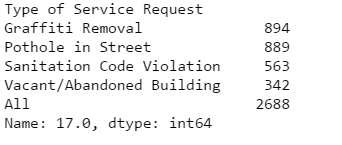 Type of Service Request
Graffiti Removal 894
Pothole in Street 889
Sanitation Code Violation 563
Vacant/Abandoned Building 342
All 2688
Name: 17.0, dtype: int64